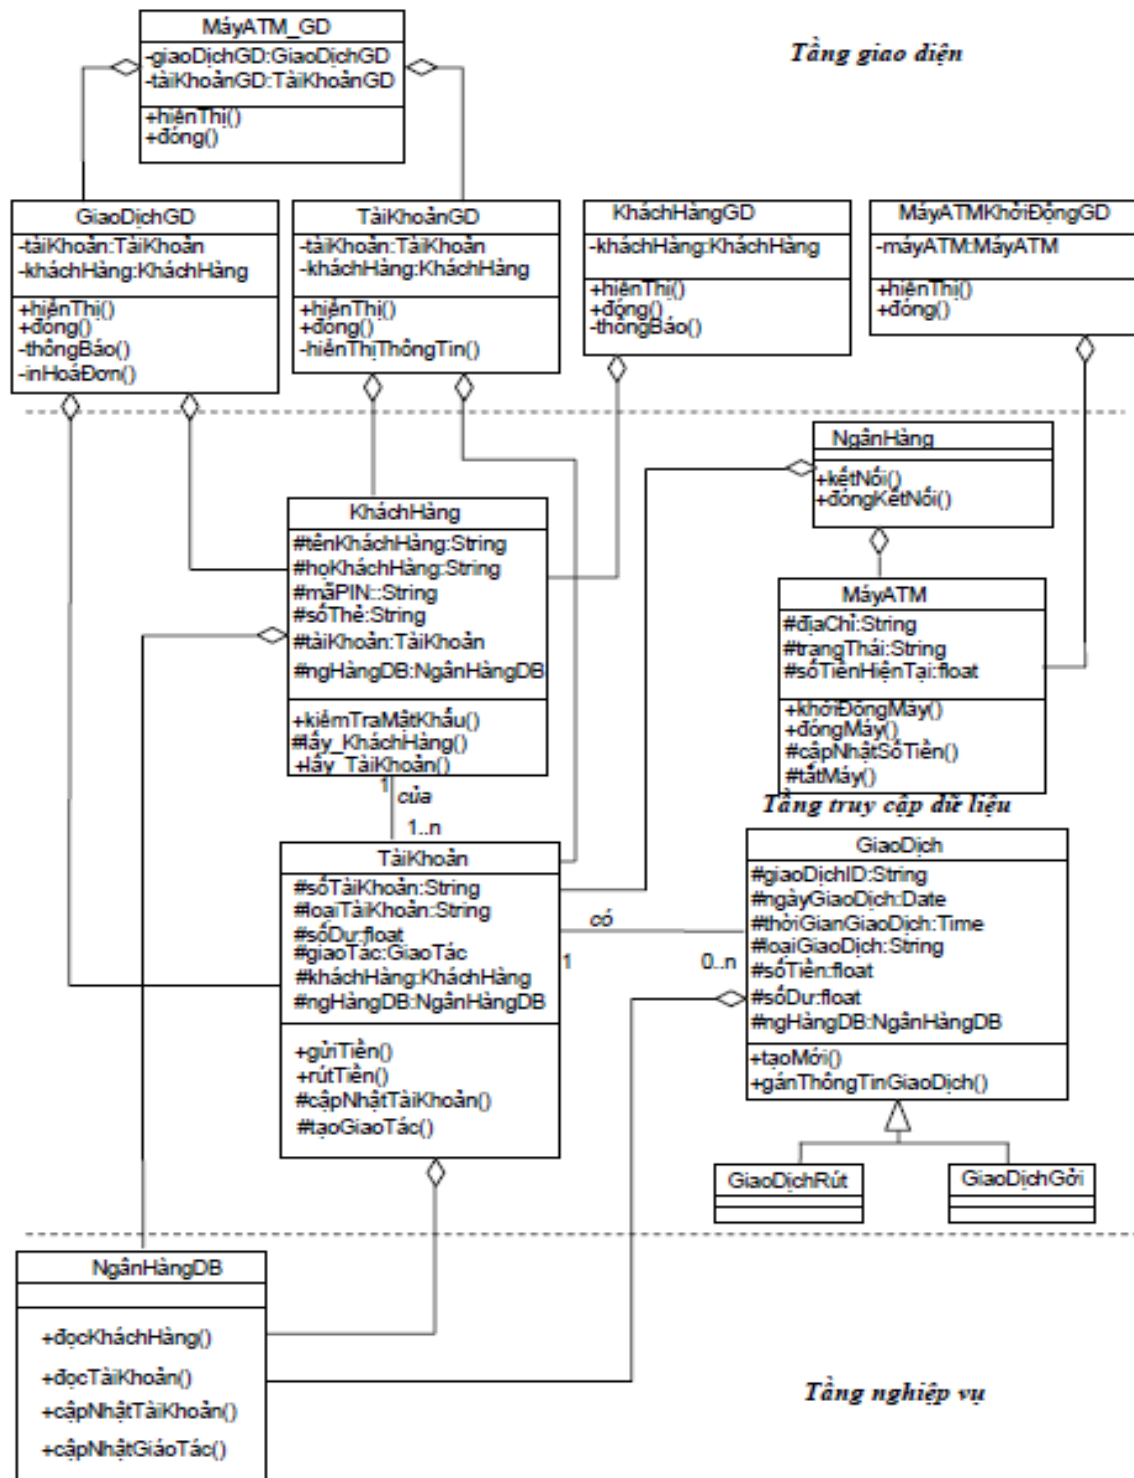 MáyATM_GD
-giaoDịchGD:GiaoDịchGD
-tàiKhoảnGD:TàiKhoảnGD
+hiênThị()
+đóng()
Tầng giao diện
GiaoDịchGD
-tàiKhoản:TàiKhoản
-kháchHàng:KháchHàng
+hiểnThị()
+đóng()
-thôngBáo()
-inHoáĐơn()
TàiKhoảnGD
-tàiKhoản:TàiKhoản
-kháchHàng:KháchHàng
+hiểnThị()
+đóng()
-hiểnThịThôngTin()
KháchHàngGD
-kháchHàng:KháchHàng
+hiểnThị()
+đóng()
-thôngBáo()
MáyATMKhởiĐộngGD
-máyATM:MáyATM
+hiểnThị()
+đóng()
NgânHàng
+kếtNối()
+đóngKếtNối()
KháchHàng
#tênKháchHàng:String
#họKháchHàng:String
#mãPIN::String
#sốThẻ:String
#tàiKhoản:TàiKhoản
#ngHàngDB:NgânHàngDB
+kiểmTraMậtKhẩu()
#lấy_KháchHàng()
+lấy_TàiKhoản()
MáyATM
#địaChỉ:String
#trạngThái:String
#sốTiềnHiệnTại:float
+khởiĐộngMáy()
+đóngMáy()
#cậpNhậtSốTiền()
#tắtMáy()
Tầng truy cập dữ liệu
1
của
1..n
TàiKhoản
#sốTàiKhoản:String
#loạiTàiKhoản:String
#sốDư:float
#giaoTác:GiaoTác
#kháchHàng:KháchHàng
#ngHàngDB:NgânHàngDB
+gửiTiền()
+rútTiền()
#cậpNhậtTàiKhoản()
#tạoGiaoTác()
có
1
0..n
GiaoDịch
#giaoDịchID:String
#ngàyGiaoDịch:Date
#thờiGianGiaoDịch:Time
#loạiGiaoDịch:String
#sốTiền:float
#sốDư:float
#ngHàngDB:NgânHàngDB
+tạoMới()
+gánThôngTinGiaoDịch()
GiaoDịchRút
GiaoDịchGởi
NgânHàngDB
+đọcKháchHàng()
+đọcTàiKhoản()
+cậpNhậtTàiKhoản()
+cậpNhậtGiáoTác()
Tầng nghiệp vụ